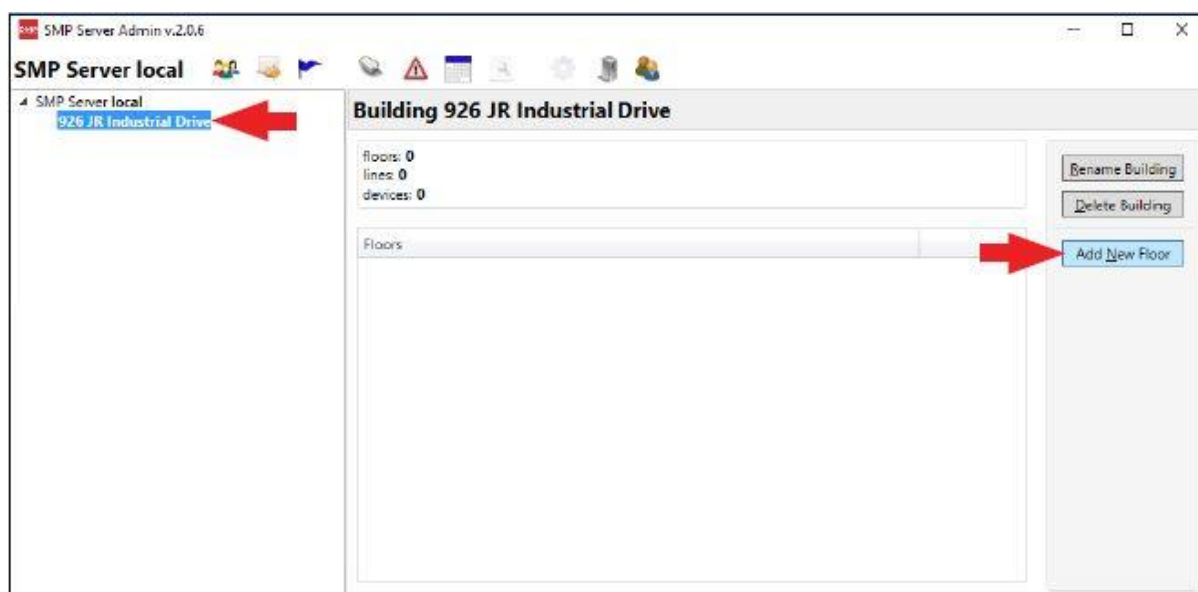 SMP Server Admin v.2.0.6
SMP Server local
SMP Server local
926 JR Industrial Drive
Building 926 JR Industrial Drive
floors: 0
lines: 0
devices: 0
Rename Building
Delete Building
Floors
Add New Floor